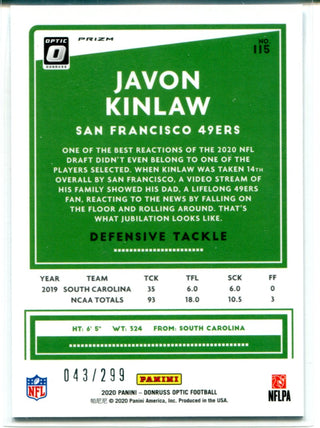 OPTIC
DONRUSS
PRIZM
NO.
115
JAVON
KINLAW
SAN FRANCISCO 49ERS
ONE OF THE BEST REACTIONS OF THE 2020 NFL
DRAFT DIDN'T EVEN BELONG TO ONE OF THE
PLAYERS SELECTED. WHEN KINLAW WAS TAKEN 14TH
OVERALL BY SAN FRANCISCO, A VIDEO STREAM OF
HIS FAMILY SHOWED HIS DAD, A LIFELONG 49ERS
FAN, REACTING TO THE NEWS BY FALLING ON
THE FLOOR AND ROLLING AROUND. THAT'S
WHAT JUBILATION LOOKS LIKE.
DEFENSIVE TACKLE
YEAR TEAM TCK TFL SCK FF
2019 SOUTH CAROLINA 35 6.0 6.0 0
NCAA TOTALS 93 18.0 10.5 3
HT: 6' 5" WT: 324 FROM: SOUTH CAROLINA
043/299
PANINI
NFL
2020 PANINI - DONRUSS OPTIC FOOTBALL
© 2020 Panini America, Inc. Produced in the USA.
NFLPA